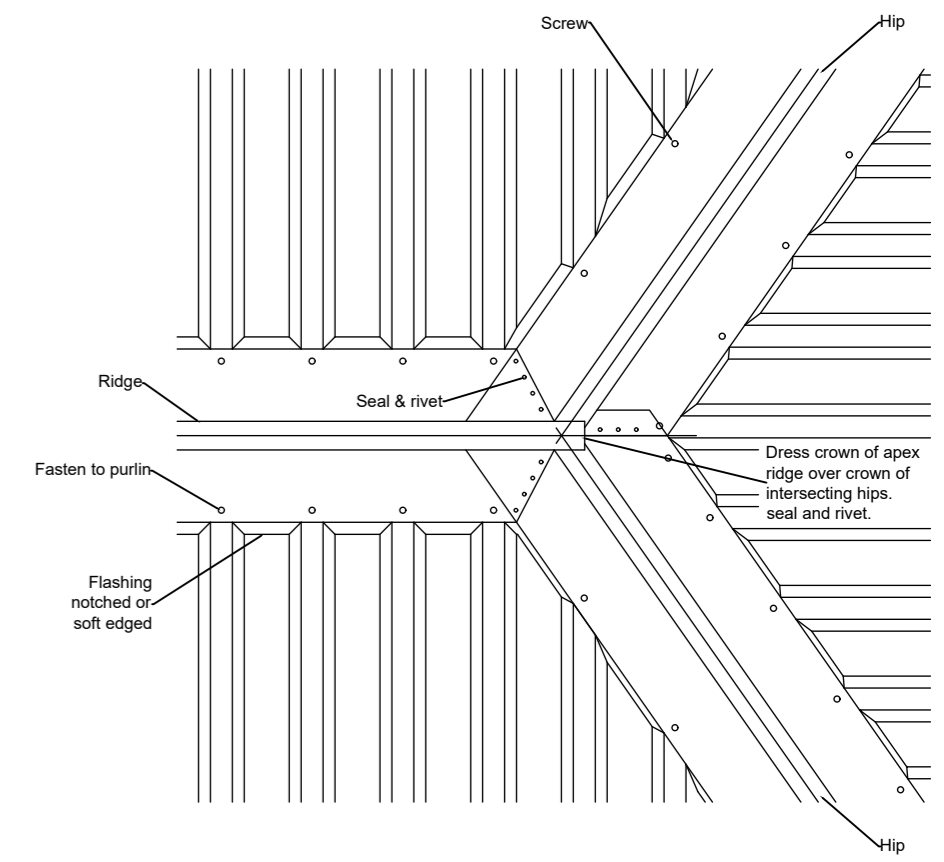 Screw
Hip
Ridge
Seal & rivet
Fasten to purlin
Dress crown of apex
ridge over crown of
intersecting hips.
seal and rivet.
Flashing
notched or
soft edged
Hip